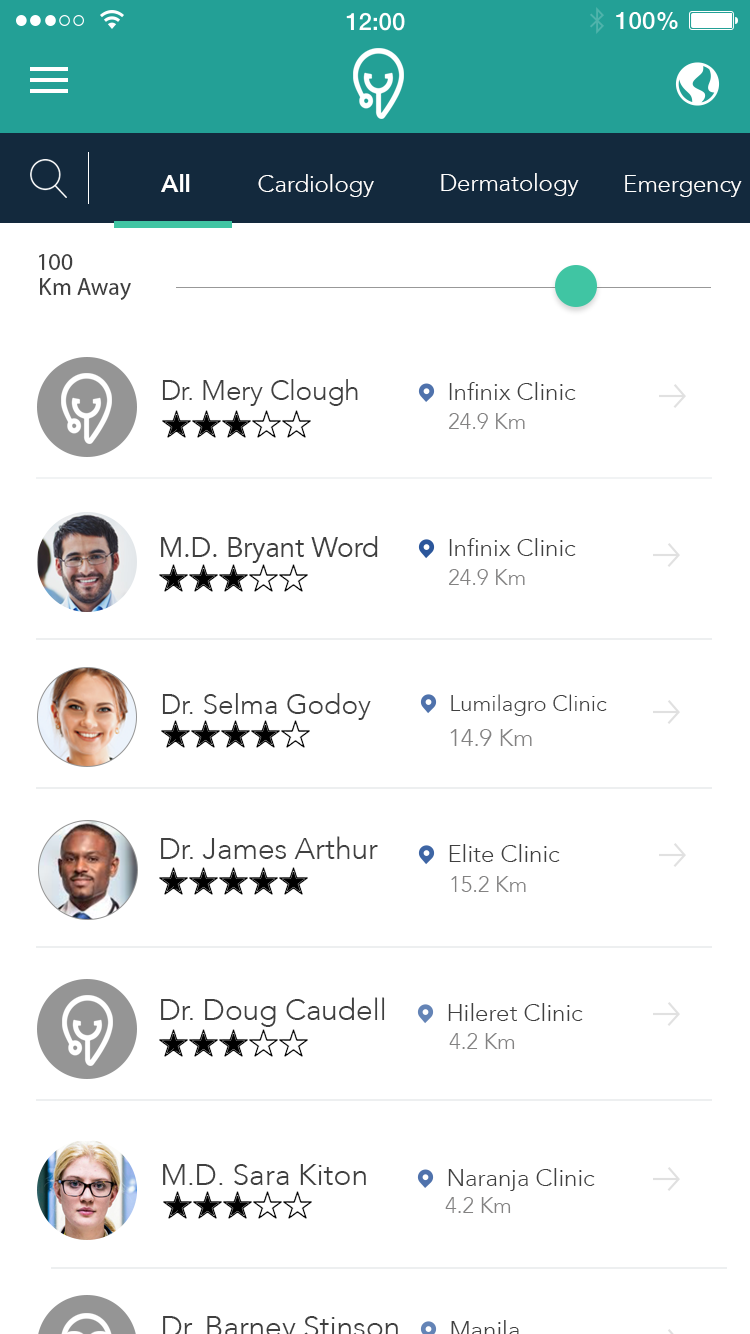 12:00
100%
All
Cardiology
Dermatology
Emergency
100
Km Away
Dr. Mery Clough
Infinix Clinic
24.9 Km
M.D. Bryant Word
Infinix Clinic
24.9 Km
Dr. Selma Godoy
Lumilagro Clinic
14.9 Km
Dr. James Arthur
Elite Clinic
15.2 Km
Dr. Doug Caudell
Hileret Clinic
4.2 Km
M.D. Sara Kiton
Naranja Clinic
4.2 Km
Dr. Barney Stinson
Manila